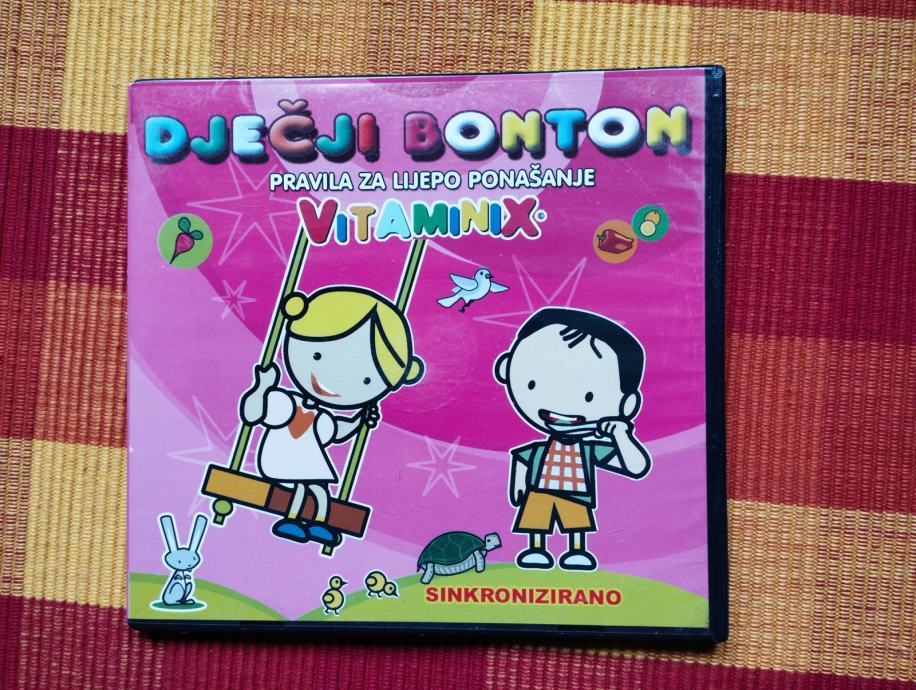 DJEČJI BONTON
PRAVILA ZA LIJEPO PONAŠANJE
VITAMINIX©
SINKRONIZIRANO